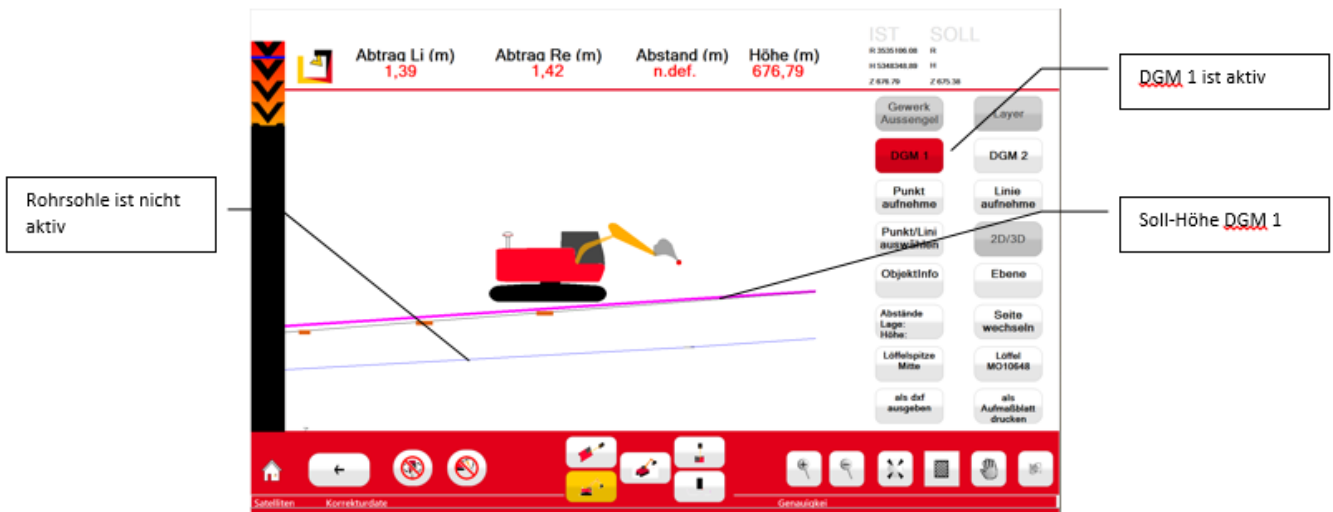 IST SOLL
Abtrag Li (m) Abtrag Re (m) Abstand (m) Höhe (m)
1,39 1,42 n.def. 676,79
R 3535106.08 R
H 5348348.89 H
Z 676.79 Z 675.38
DGM 1 ist aktiv
Gewerk
Aussengel
Layer
DGM 1 DGM 2
Rohrsohle ist nicht
aktiv
Punkt
aufnehme
Linie
aufnehme
Soll-Höhe DGM 1
Punkt/Lini
auswählen
2D/3D
ObjektInfo Ebene
Abstände
Lage:
Höhe:
Seite
wechseln
Löffelspitze
Mitte
Löffel
MO10648
als dxf
ausgeben
als
Aufmaßblatt
drucken
Satelliten Korrekturdate Genauigkei